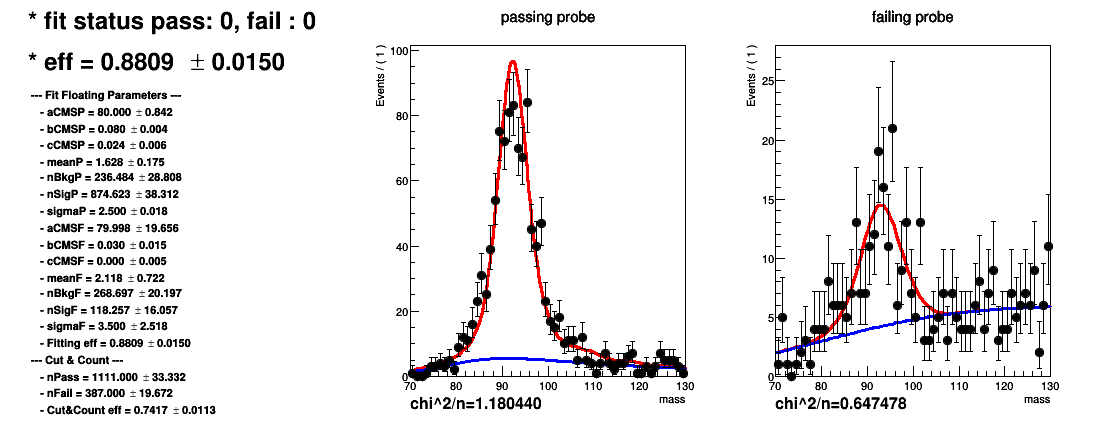 * fit status pass: 0, fail : 0
* eff = 0.8809 ± 0.0150
--- Fit Floating Parameters ---
- aCMSP = 80.000 ± 0.842
- bCMSP = 0.080 ± 0.004
- cCMSP = 0.024 ± 0.006
- meanP = 1.628 ± 0.175
- nBkgP = 236.484 ± 28.808
- nSigP = 874.623 ± 38.312
- sigmaP = 2.500 ± 0.018
- aCMSF = 79.998 ± 19.656
- bCMSF = 0.030 ± 0.015
- cCMSF = 0.000 ± 0.005
- meanF = 2.118 ± 0.722
- nBkgF = 268.697 ± 20.197
- nSigF = 118.257 ± 16.057
- sigmaF = 3.500 ± 2.518
- Fitting eff = 0.8809 ± 0.0150
--- Cut & Count ---
- nPass = 1111.000 ± 33.332
- nFail = 387.000 ± 19.672
- Cut&Count eff = 0.7417 ± 0.0113
passing probe
Events / ( 1 )
100
80
60
40
20
0
70 80 90 100 110 120 130
mass
chi^2/n=1.180440
failing probe
Events / ( 1 )
25
20
15
10
5
0
70 80 90 100 110 120 130
mass
chi^2/n=0.647478